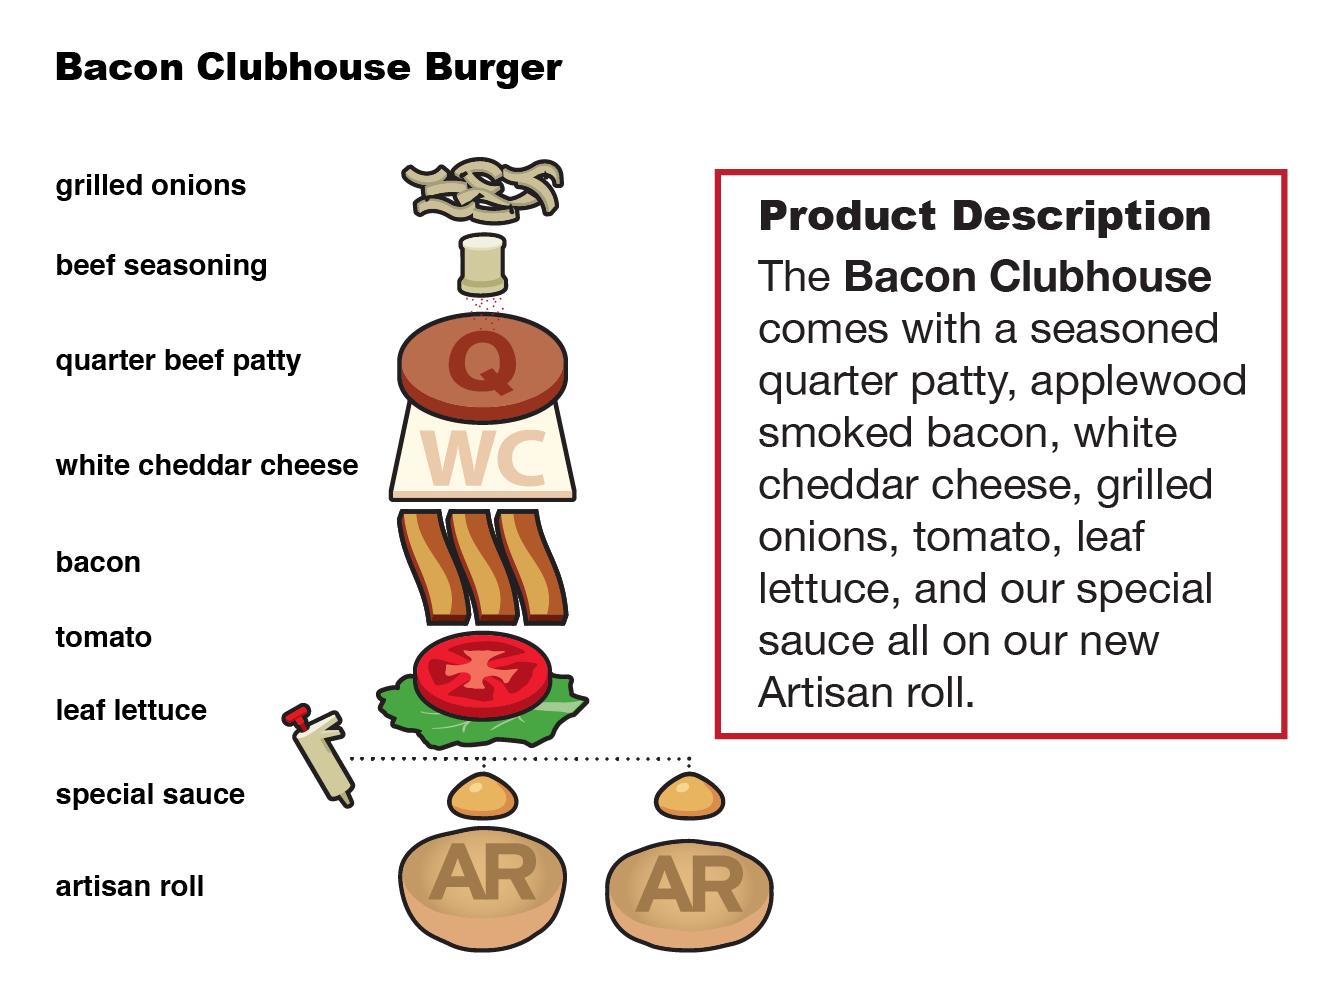 Bacon Clubhouse Burger
grilled onions
beef seasoning
quarter beef patty
Q
white cheddar cheese
WC
bacon
tomato
leaf lettuce
special sauce
artisan roll
AR
AR
Product Description
The Bacon Clubhouse
comes with a seasoned
quarter patty, applewood
smoked bacon, white
cheddar cheese, grilled
onions, tomato, leaf
lettuce, and our special
sauce all on our new
Artisan roll.